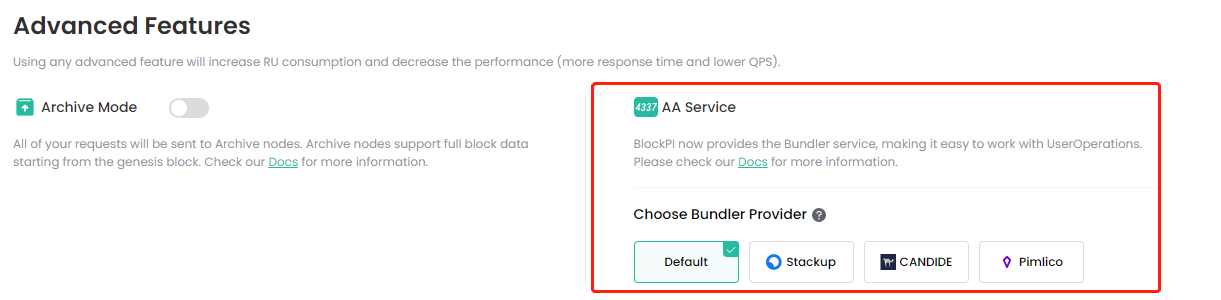 Advanced Features
Using any advanced feature will increase RU consumption and decrease the performance (more response time and lower QPS).
Archive Mode
All of your requests will be sent to Archive nodes. Archive nodes support full block data
starting from the genesis block. Check our Docs for more information.
4337 AA Service
BlockPI now provides the Bundler service, making it easy to work with UserOperations.
Please check our Docs for more information.
Choose Bundler Provider ?
Default Stackup CANDIDE Pimlico